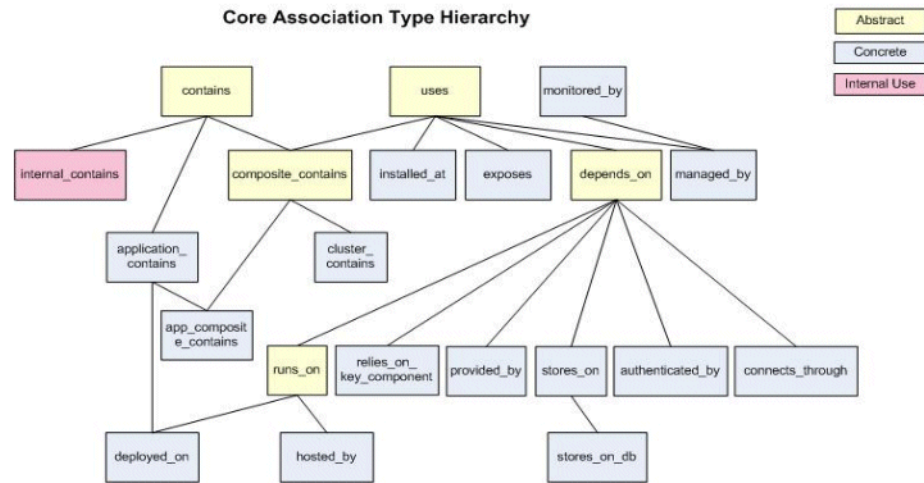 Core Association Type Hierarchy
Abstract
Concrete
Internal Use
contains
uses
monitored_by
internal_contains
composite_contains
installed_at
exposes
depends_on
managed_by
application_
contains
cluster_
contains
app_composit
e_contains
runs_on
relies_on_
key_component
provided_by
stores_on
authenticated_by
connects_through
deployed_on
hosted_by
stores_on_db